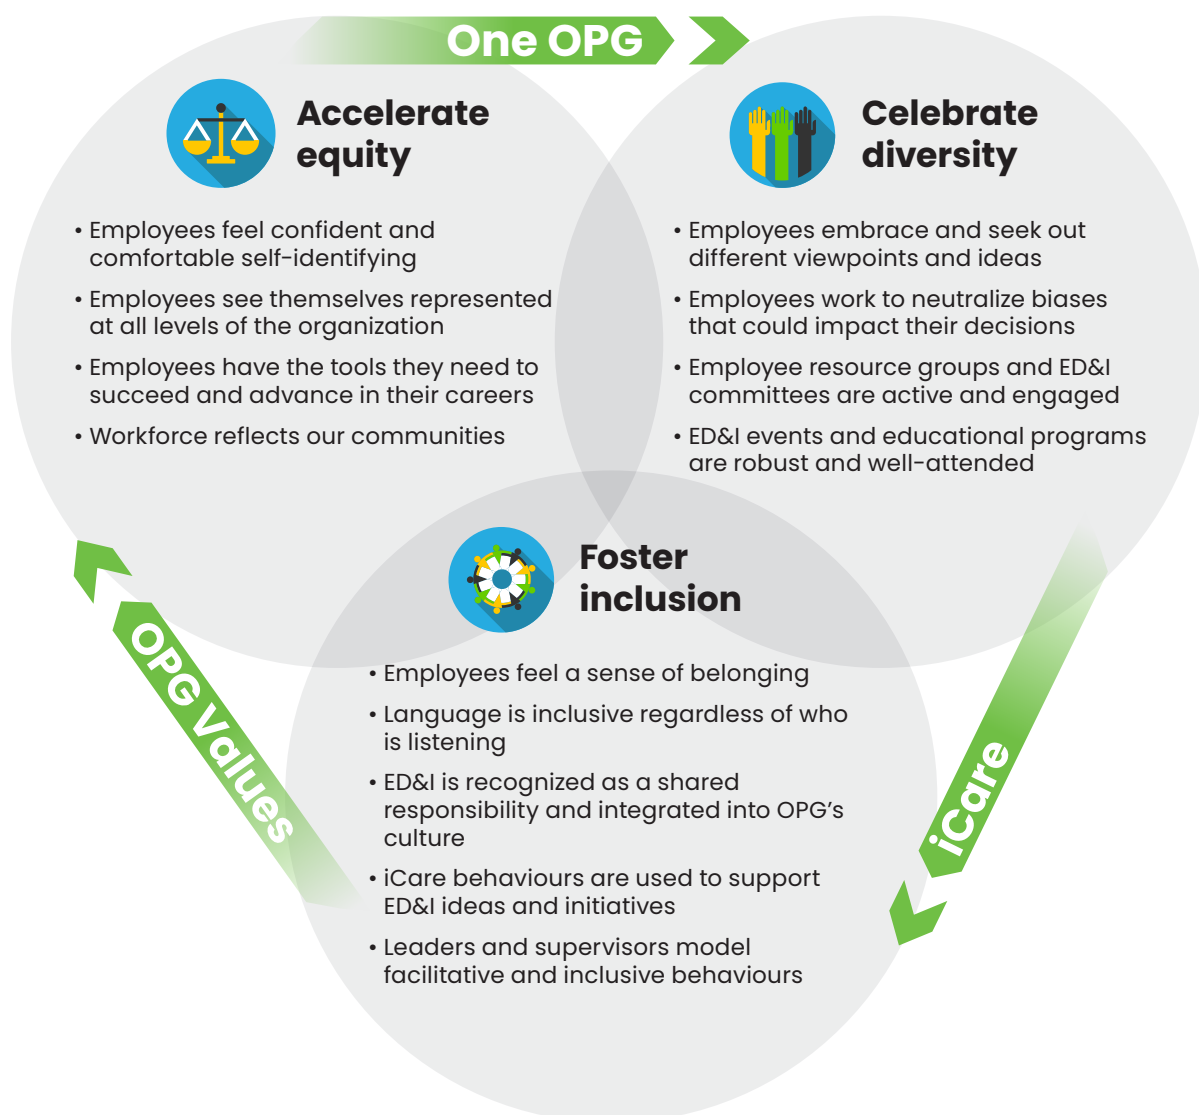 One OPG
Accelerate
equity
• Employees feel confident and
comfortable self-identifying
• Employees see themselves represented
at all levels of the organization
• Employees have the tools they need to
succeed and advance in their careers
• Workforce reflects our communities
Celebrate
diversity
• Employees embrace and seek out
different viewpoints and ideas
• Employees work to neutralize biases
that could impact their decisions
• Employee resource groups and ED&I
committees are active and engaged
• ED&I events and educational programs
are robust and well-attended
Foster
inclusion
• Employees feel a sense of belonging
• Language is inclusive regardless of who
is listening
• ED&I is recognized as a shared
responsibility and integrated into OPG’s
culture
• iCare behaviours are used to support
ED&I ideas and initiatives
• Leaders and supervisors model
facilitative and inclusive behaviours
iCare
OPG Values